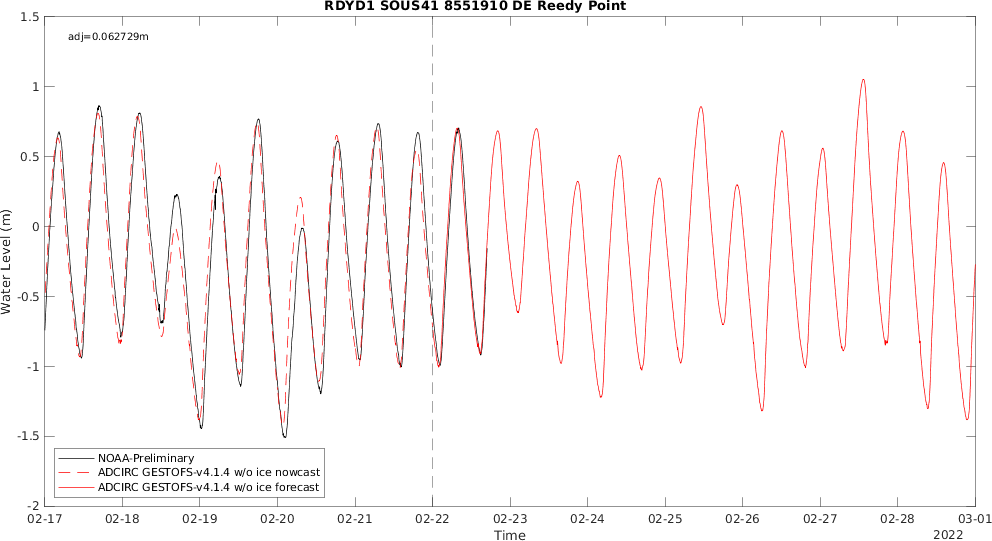 RDYD1 SOUS41 8551910 DE Reedy Point
adj=0.062729m
1.5
1
0.5
0
-0.5
-1
-1.5
-2
Water Level (m)
NOAA-Preliminary
ADCIRC GESTOFS-v4.1.4 w/o ice nowcast
ADCIRC GESTOFS-v4.1.4 w/o ice forecast
02-17 02-18 02-19 02-20 02-21 02-22 02-23 02-24 02-25 02-26 02-27 02-28 03-01
Time
2022